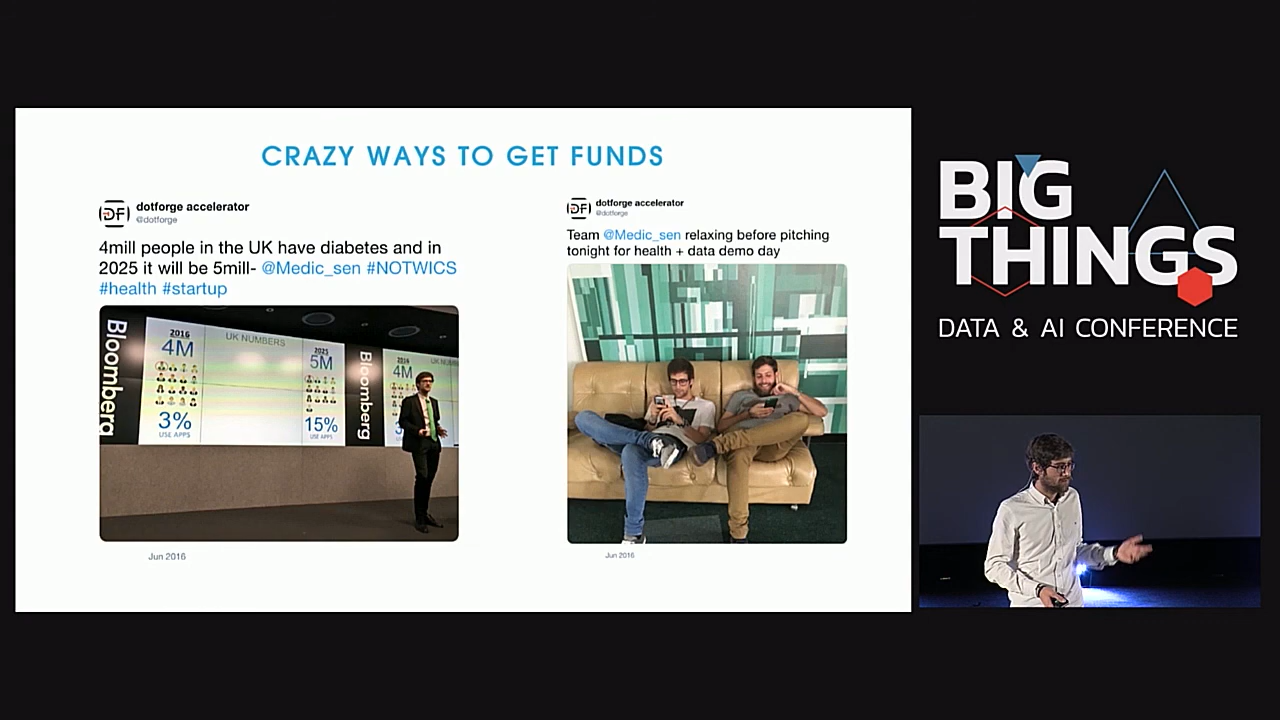 CRAZY WAYS TO GET FUNDS
DF
dotforge accelerator
@dotforge
4mill people in the UK have diabetes and in
2025 it will be 5mill- @Medic_sen #NOTWICS
#health #startup
Bloomberg
2016
4M
3%
USE APPS
UK NUMBERS
2025
5M
15%
USE APPS
Bloomberg
2016
4M
Jun 2016
DF
dotforge accelerator
@dotforge
Team @Medic_sen relaxing before pitching
tonight for health + data demo day
Jun 2016
BIG
THINGS
DATA & AI CONFERENCE